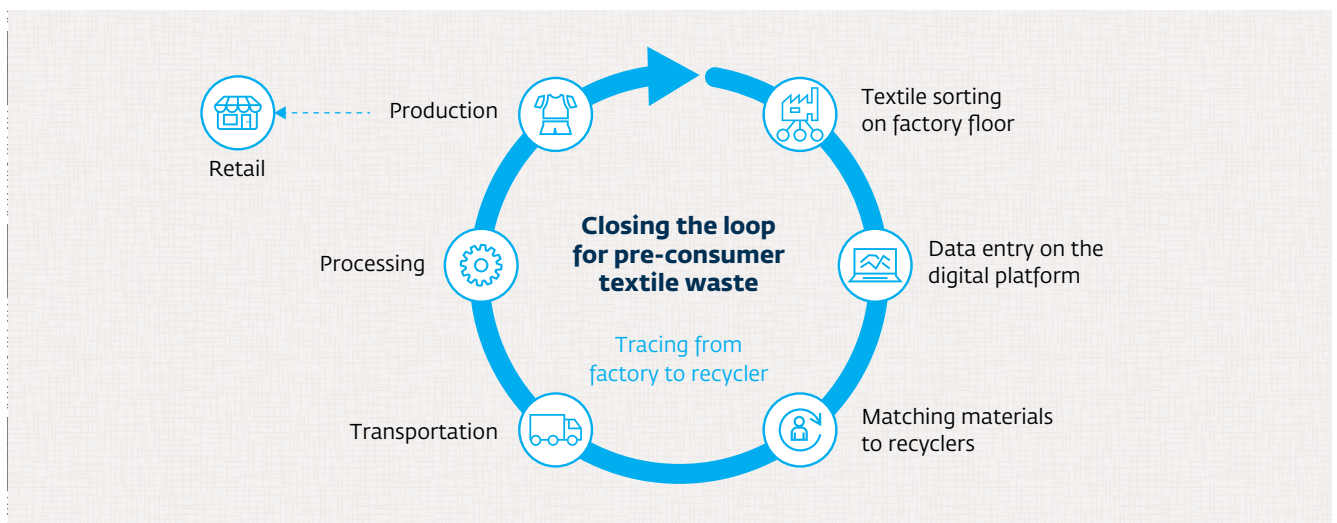 Closing the loop
for pre-consumer
textile waste
Tracing from
factory to recycler
Textile sorting
on factory floor
Data entry on the
digital platform
Matching materials
to recyclers
Transportation
Processing
Production
Retail